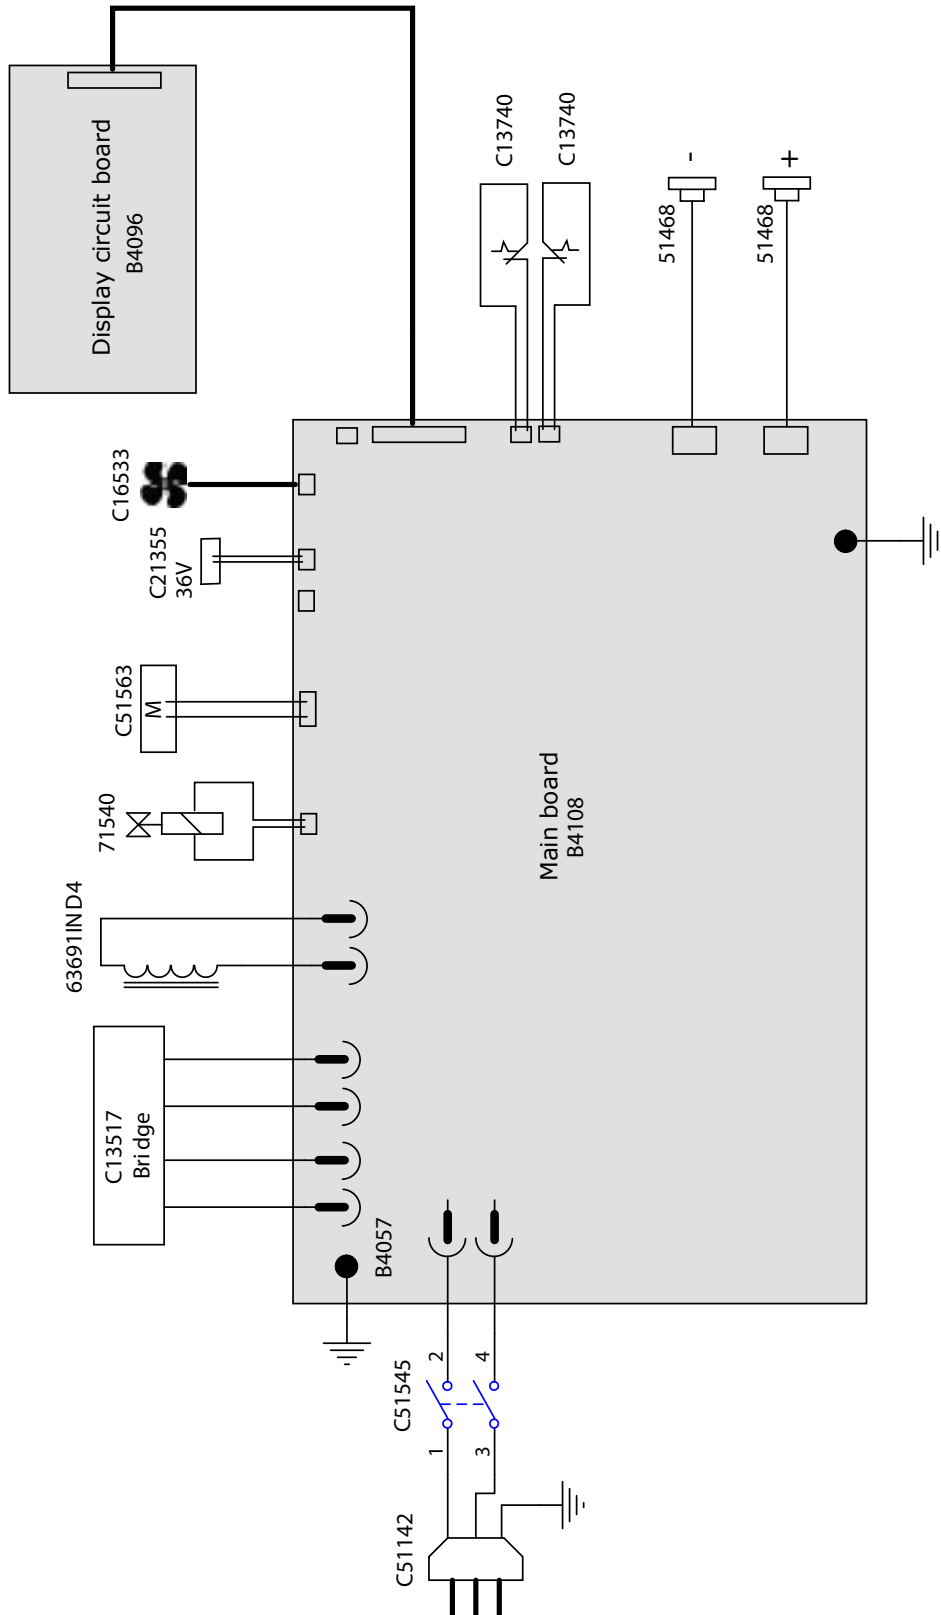 Display circuit board
B4096
C13740
C13740
-
+
51468
51468
C16533
C21355
36V
C51563
M
71540
63691IND4
Main board
B4108
C13517
Bridge
B4057
C51545
2
4
1
3
C51142